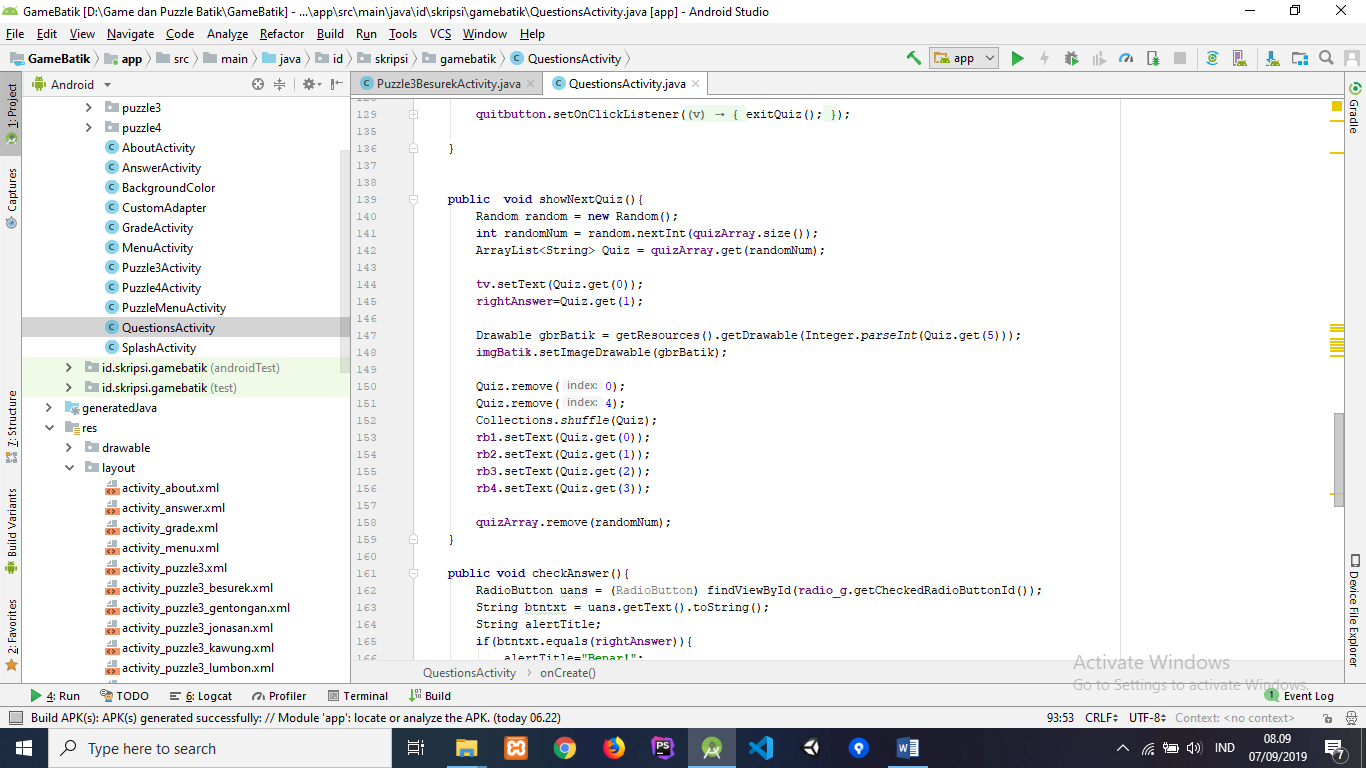 GameBatik [D:\Game dan Puzzle Batik\GameBatik] - ...\app\src\main\java\id\skripsi\gamebatik\QuestionsActivity.java [app] - Android Studio
File Edit View Navigate Code Analyze Refactor Build Run Tools VCS Window Help
GameBatik app src main java id skripsi gamebatik QuestionsActivity
app
Android
Puzzle3BesurekActivity.java
QuestionsActivity.java
1: Project
Captures
7: Structure
Build Variants
2: Favorites
puzzle3
puzzle4
AboutActivity
AnswerActivity
BackgroundColor
CustomAdapter
GradeActivity
MenuActivity
Puzzle3Activity
Puzzle4Activity
PuzzleMenuActivity
QuestionsActivity
SplashActivity
id.skripsi.gamebatik (androidTest)
id.skripsi.gamebatik (test)
generatedJava
res
drawable
layout
activity_about.xml
activity_answer.xml
activity_grade.xml
activity_menu.xml
activity_puzzle3.xml
activity_puzzle3_besurek.xml
activity_puzzle3_gentongan.xml
activity_puzzle3_jonasan.xml
activity_puzzle3_kawung.xml
activity_puzzle3_lumbon.xml
129 quitbutton.setOnClickListener((v) → { exitQuiz(); });
135
136 }
137
138
139 public void showNextQuiz(){
140 Random random = new Random();
141 int randomNum = random.nextInt(quizArray.size());
142 ArrayList<String> Quiz = quizArray.get(randomNum);
143
144 tv.setText(Quiz.get(0));
145 rightAnswer=Quiz.get(1);
146
147 Drawable gbrBatik = getResources().getDrawable(Integer.parseInt(Quiz.get(5)));
148 imgBatik.setImageDrawable(gbrBatik);
149
150 Quiz.remove( index: 0);
151 Quiz.remove( index: 4);
152 Collections.shuffle(Quiz);
153 rb1.setText(Quiz.get(0));
154 rb2.setText(Quiz.get(1));
155 rb3.setText(Quiz.get(2));
156 rb4.setText(Quiz.get(3));
157
158 quizArray.remove(randomNum);
159 }
160
161 public void checkAnswer(){
162 RadioButton uans = (RadioButton) findViewById(radio_g.getCheckedRadioButtonId());
163 String btntxt = uans.getText().toString();
164 String alertTitle;
165 if(btntxt.equals(rightAnswer)){
166 alertTitle="Benar!";
QuestionsActivity onCreate()
Gradle
Device File Explorer
Activate Windows
Go to Settings to activate Windows.
4: Run TODO 6: Logcat Profiler Terminal Build
1 Event Log
Build APK(s): APK(s) generated successfully: // Module 'app': locate or analyze the APK. (today 06.22)
93:53 CRLF UTF-8 Context: <no context>
Type here to search
PS
W
IND
08.09
07/09/2019
7